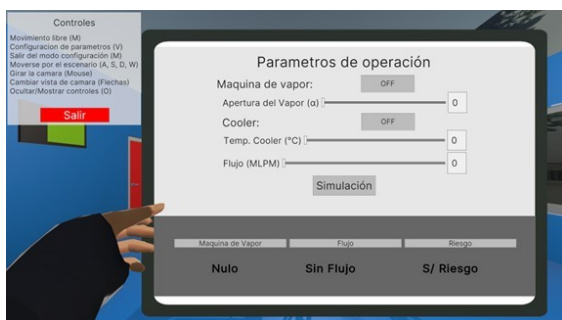 Controles
Movimiento libre (M)
Configuracion de parametros (V)
Salir del modo configuración (M)
Moverse por el escenario (A, S, D, W)
Girar la camara (Mouse)
Cambiar vista de camara (Flechas)
Ocultar/Mostrar controles (O)
Salir
Parametros de operación
Maquina de vapor: OFF
Apertura del Vapor (α) 0
Cooler: OFF
Temp. Cooler (°C) 0
Flujo (MLPM) 0
Simulación
Maquina de Vapor Flujo Riesgo
Nulo Sin Flujo S/ Riesgo